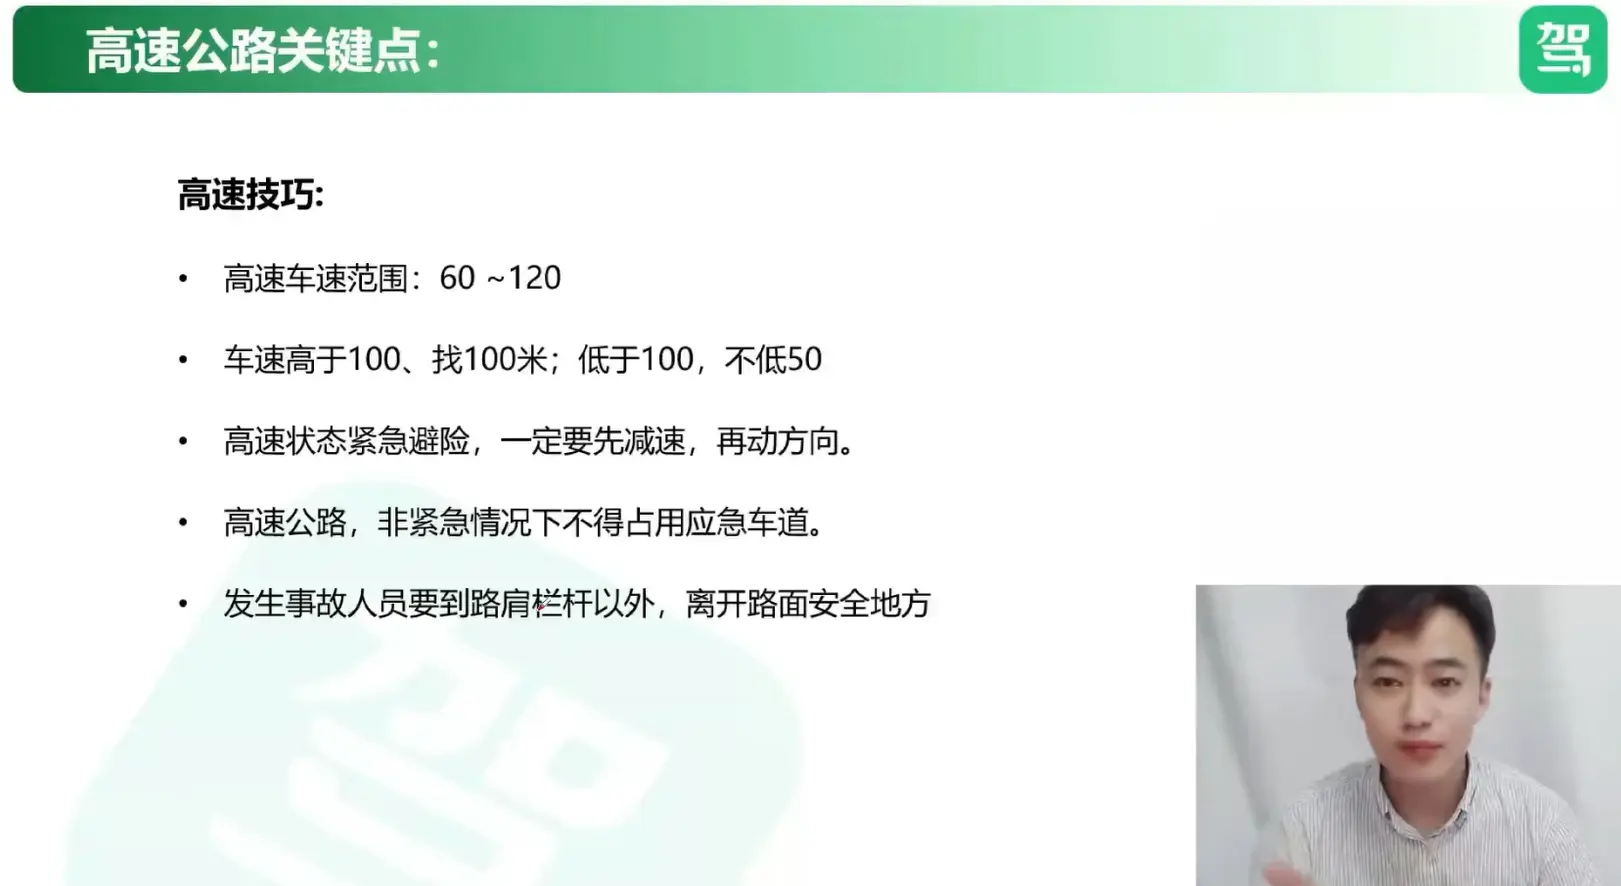 高速公路关键点：
驾
高速技巧:
• 高速车速范围：60 ~120
• 车速高于100、找100米；低于100，不低50
• 高速状态紧急避险，一定要先减速，再动方向。
• 高速公路，非紧急情况下不得占用应急车道。
• 发生事故人员要到路肩栏杆以外，离开路面安全地方
驾